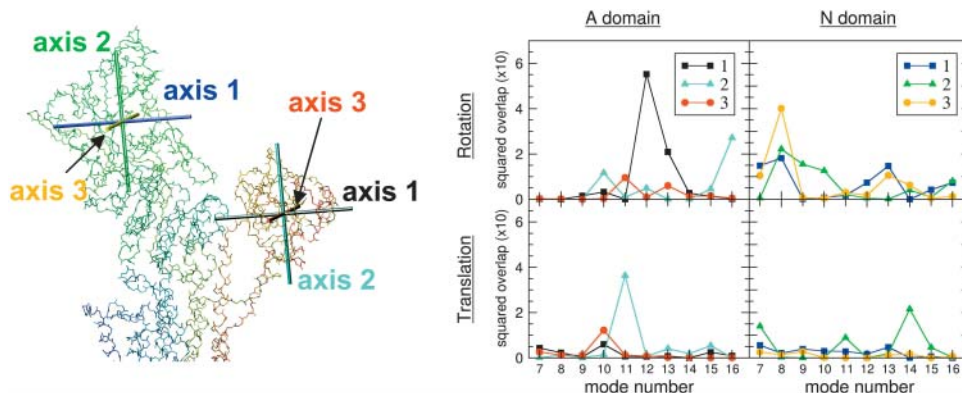 axis 2
axis 1
axis 3
axis 3
axis 1
axis 2
A domain
N domain
Rotation
squared overlap (x10)
6
4
2
0
1
2
3
1
2
3
Translation
squared overlap (x10)
6
4
2
0
7 8 9 10 11 12 13 14 15 16
7 8 9 10 11 12 13 14 15 16
mode number
mode number